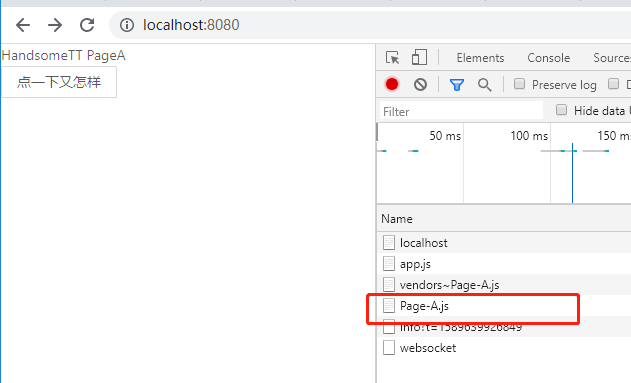 localhost:8080
HandsomeTT PageA
点一下又怎样
Elements Console Sources
Preserve log
Filter Hide data
50 ms 100 ms 150 ms
Name
localhost
app.js
vendors~Page-A.js
Page-A.js
info?t=1589639926849
websocket